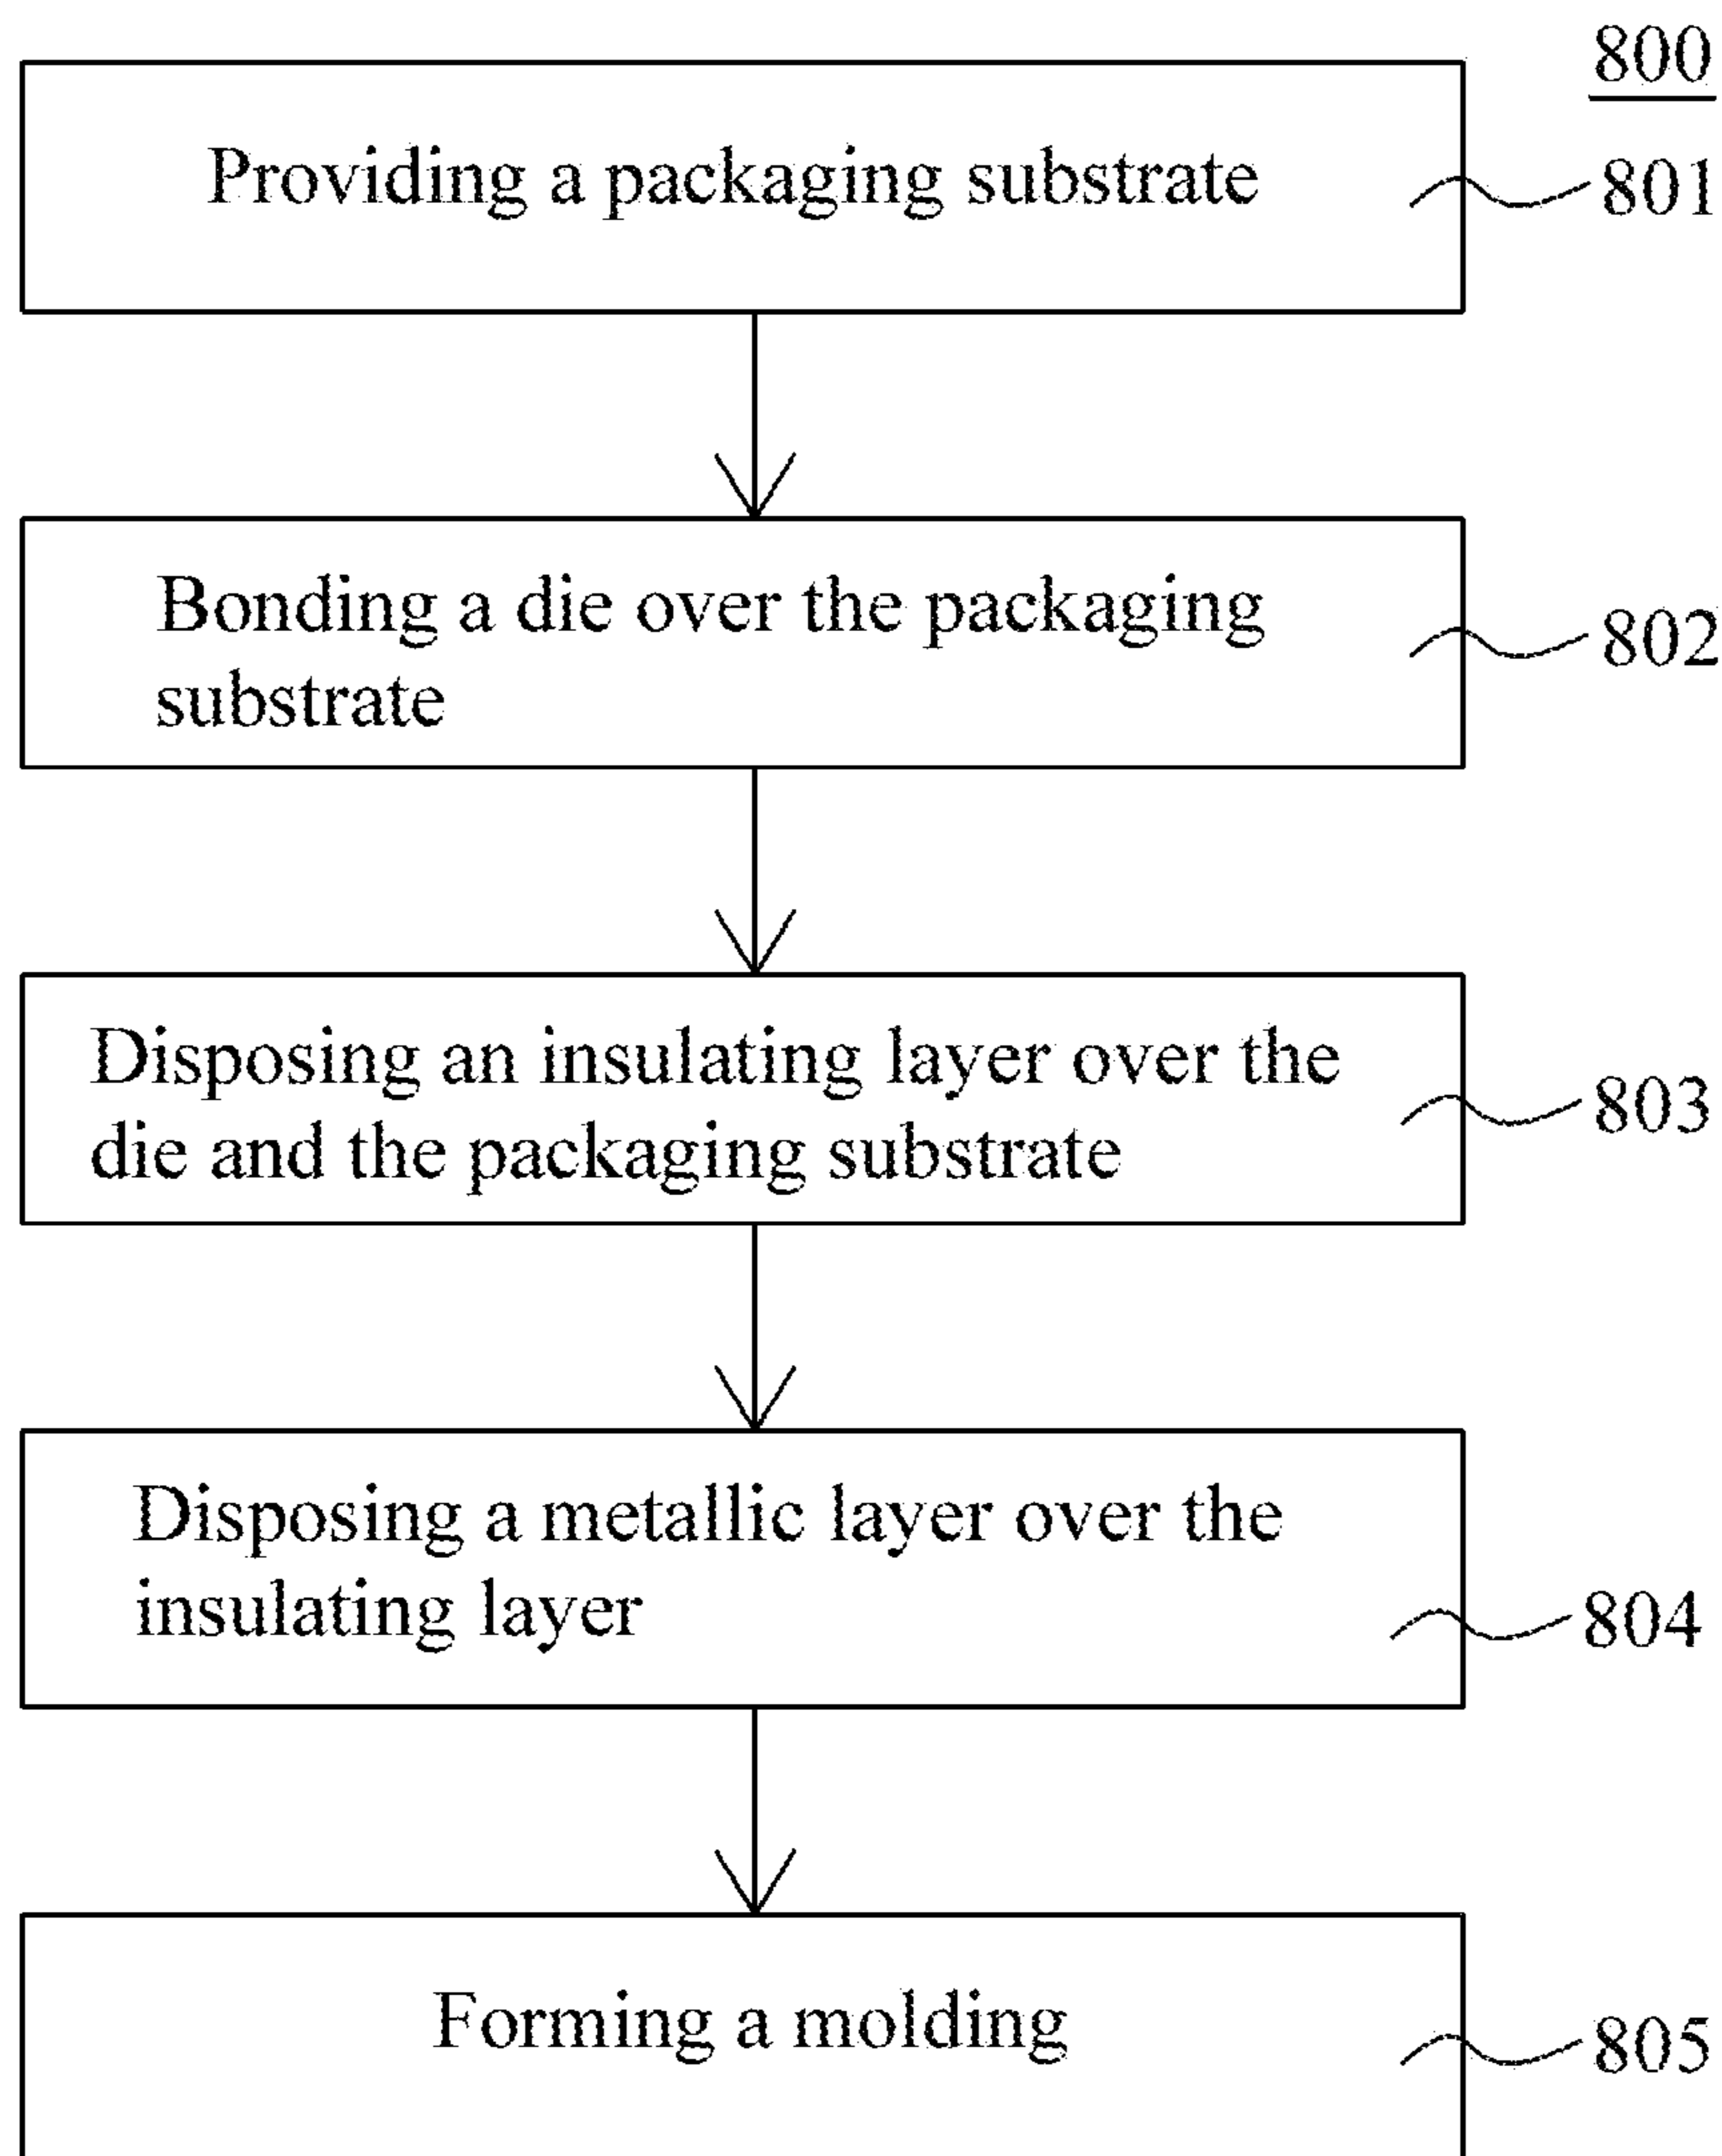 800
Providing a packaging substrate
801
Bonding a die over the packaging
substrate
802
Disposing an insulating layer over the
die and the packaging substrate
803
Disposing a metallic layer over the
insulating layer
804
Forming a molding
805